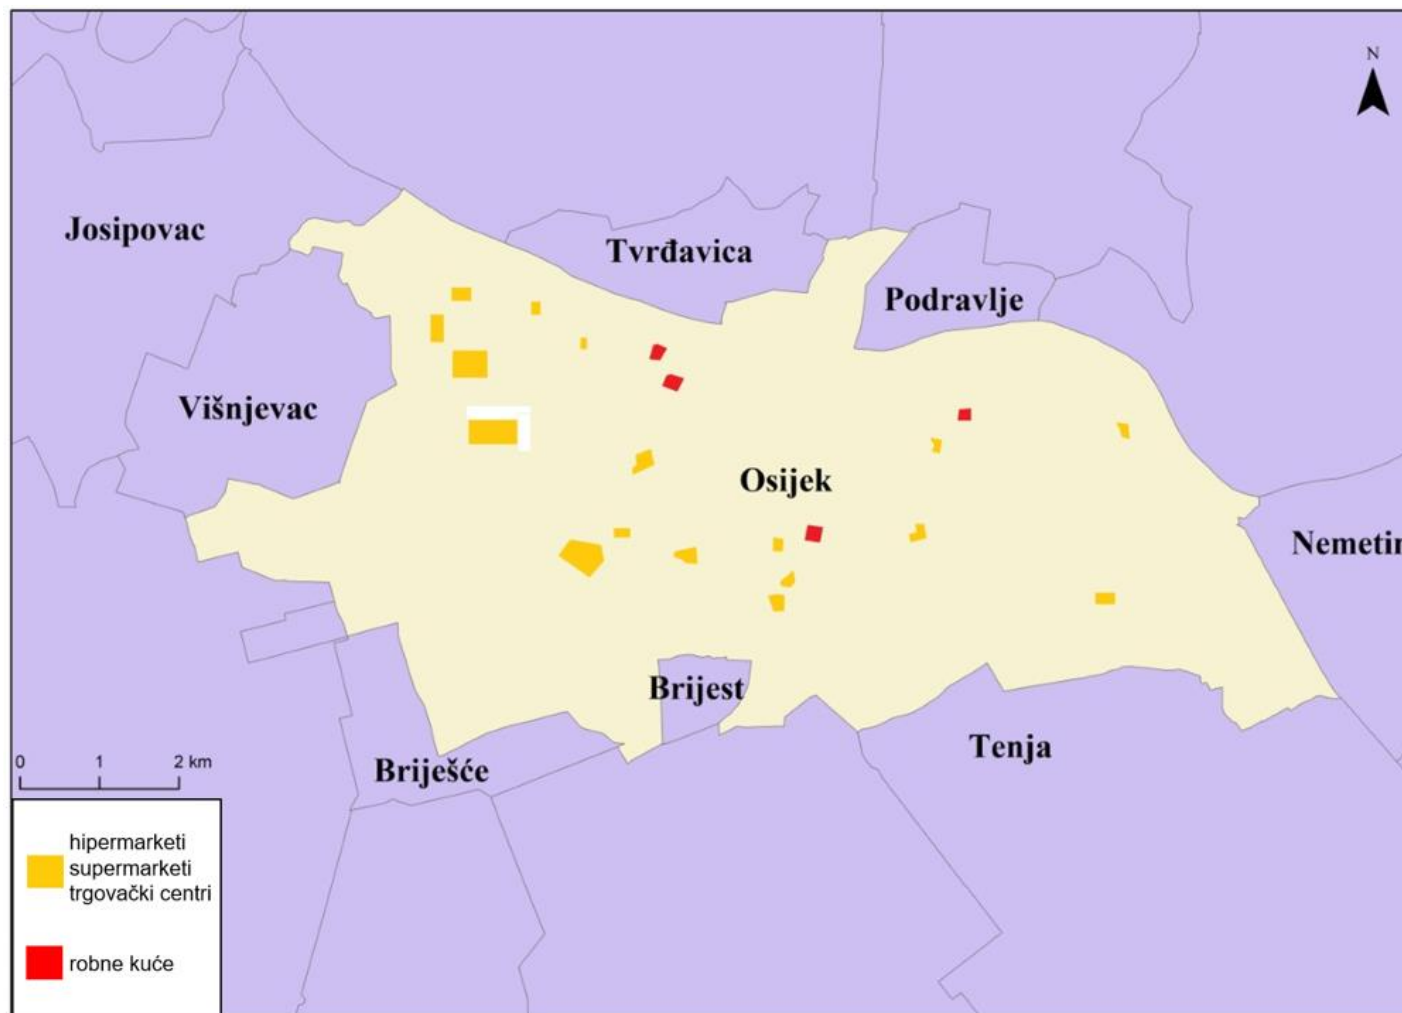 N
Josipovac
Tvrđavica
Podravlje
Višnjevac
Osijek
Nemetin
Brijest
Tenja
Briješće
0 1 2 km
hipermarketi
supermarketi
trgovački centri
robne kuće